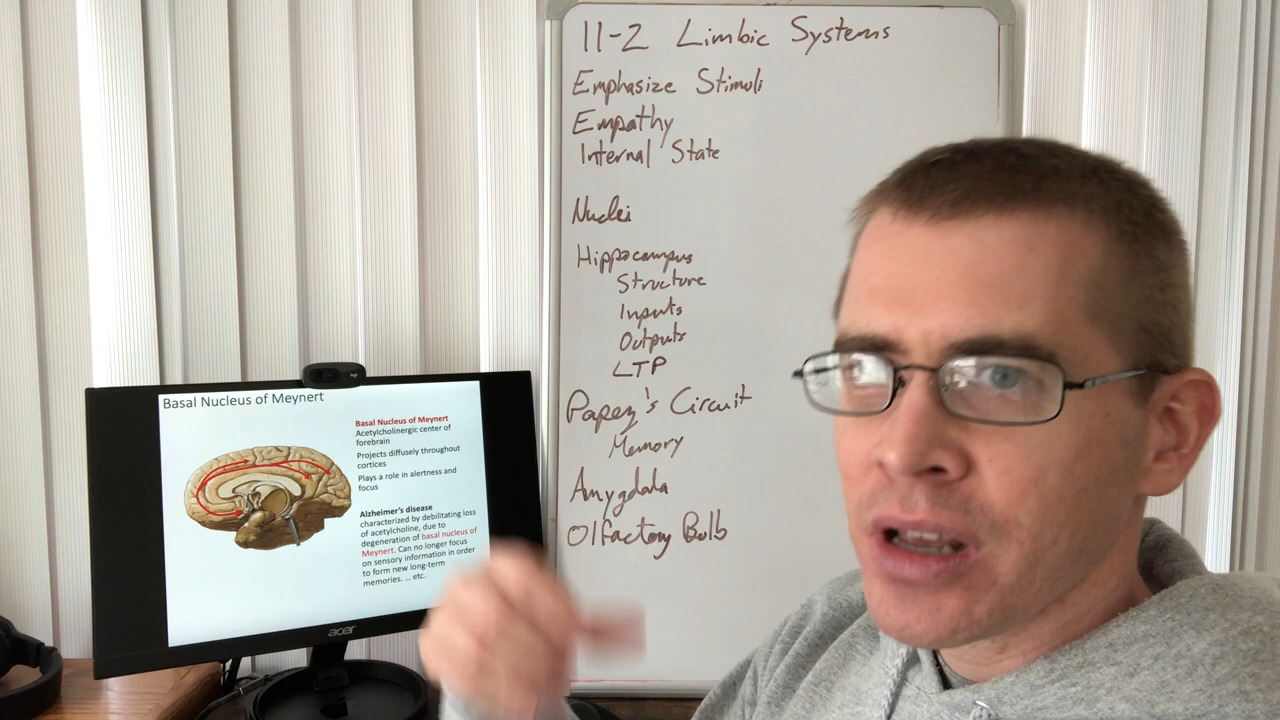 11-2 Limbic Systems
Emphasize Stimuli
Empathy
Internal State
Nuclei
Hippocampus
Structure
Inputs
Outputs
LTP
Papez's Circuit
Memory
Amygdala
Olfactory Bulb
Basal Nucleus of Meynert
Basal Nucleus of Meynert
Acetylcholinergic center of
forebrain
Projects diffusely throughout
cortices
Plays a role in alertness and
focus
Alzheimer's disease
characterized by debilitating loss
of acetylcholine, due to
degeneration of basal nucleus of
Meynert. Can no longer focus
on sensory information in order
to form new long-term
memories. ... etc.
acer
logi